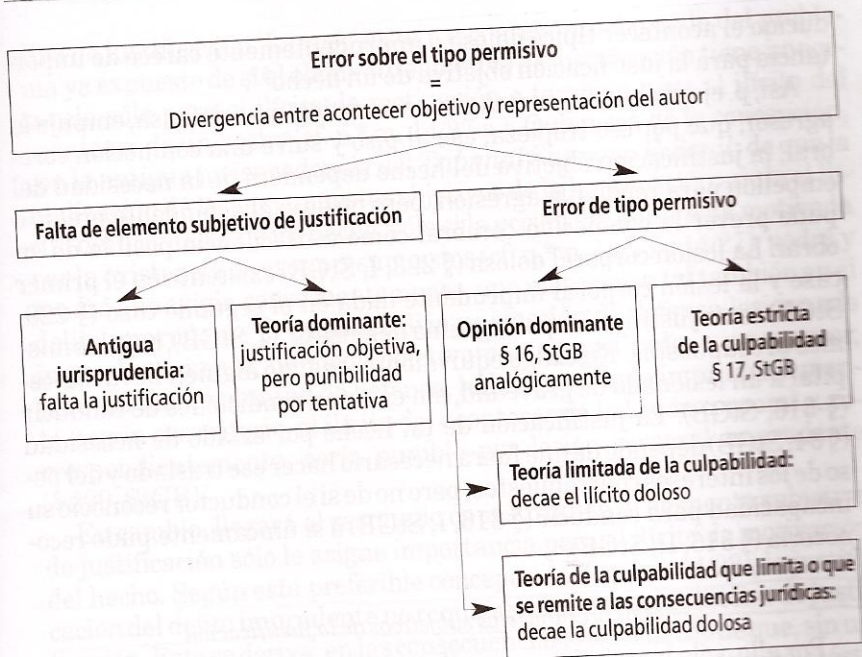 Error sobre el tipo permisivo
=
Divergencia entre acontecer objetivo y representación del autor
Falta de elemento subjetivo de justificación
Error de tipo permisivo
Antigua
jurisprudencia:
falta la justificación
Teoría dominante:
justificación objetiva,
pero punibilidad
por tentativa
Opinión dominante
§ 16, StGB
analógicamente
Teoría estricta
de la culpabilidad
§ 17, StGB
Teoría limitada de la culpabilidad:
decae el ilícito doloso
Teoría de la culpabilidad que limita o que
se remite a las consecuencias jurídicas:
decae la culpabilidad dolosa